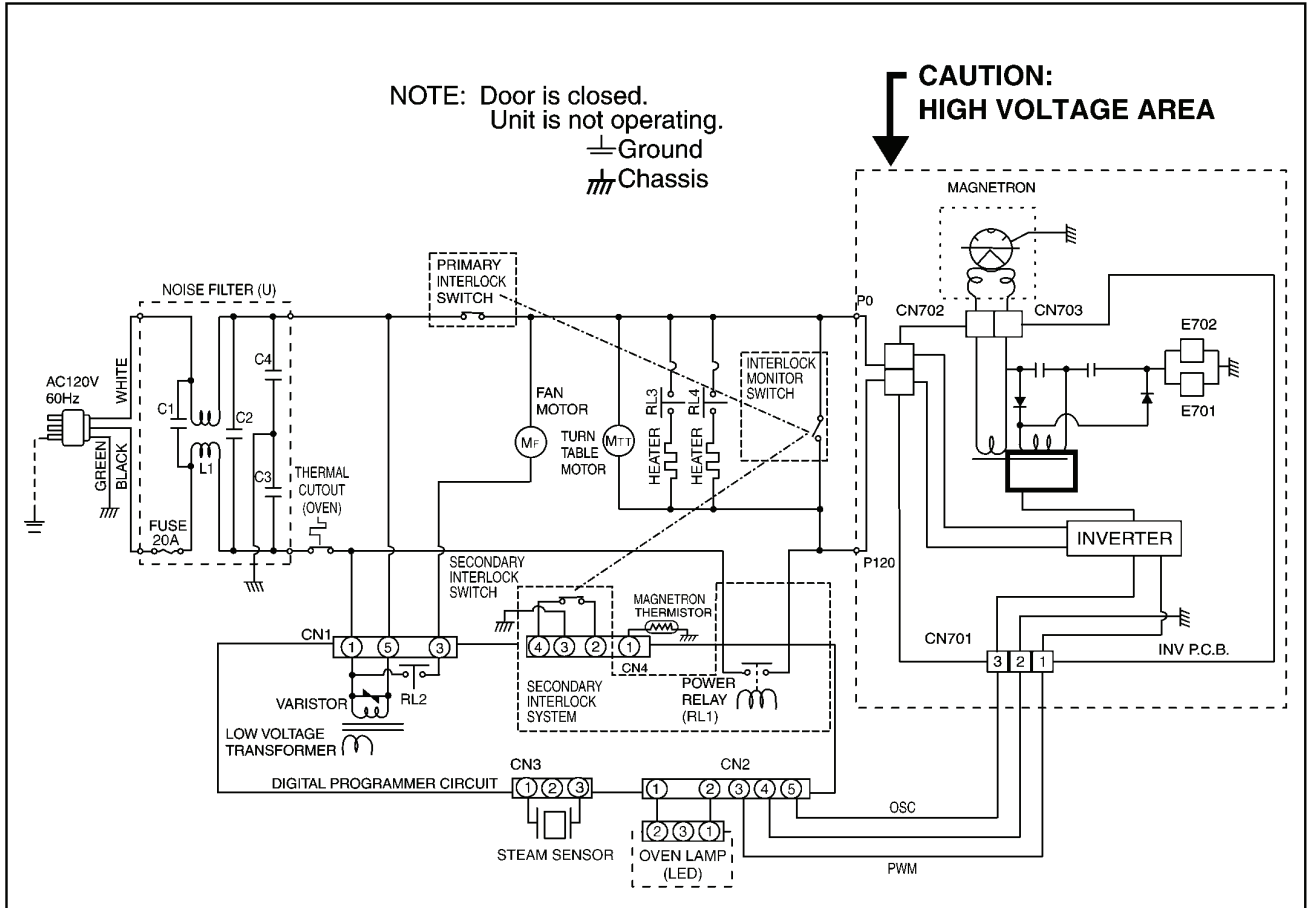 NOTE: Door is closed.
Unit is not operating.
Ground
Chassis
CAUTION:
HIGH VOLTAGE AREA
MAGNETRON
NOISE FILTER (U)
PRIMARY
INTERLOCK
SWITCH
P0
CN702
CN703
E702
E701
AC120V
60Hz
WHITE
GREEN
BLACK
C1
C2
C4
C3
L1
FUSE
20A
THERMAL
CUTOUT
(OVEN)
FAN
MOTOR
MF
TURN
TABLE
MOTOR
MTT
RL3
RL4
HEATER
HEATER
INTERLOCK
MONITOR
SWITCH
INVERTER
P120
SECONDARY
INTERLOCK
SWITCH
MAGNETRON
THERMISTOR
CN1
1 5 3
4 3 2 1
CN4
CN701
3 2 1
INV P.C.B.
VARISTOR
RL2
SECONDARY
INTERLOCK
SYSTEM
POWER
RELAY
(RL1)
LOW VOLTAGE
TRANSFORMER
DIGITAL PROGRAMMER CIRCUIT
CN3
1 2 3
CN2
1 2 3 4 5
OSC
STEAM SENSOR
2 3 1
OVEN LAMP
(LED)
PWM